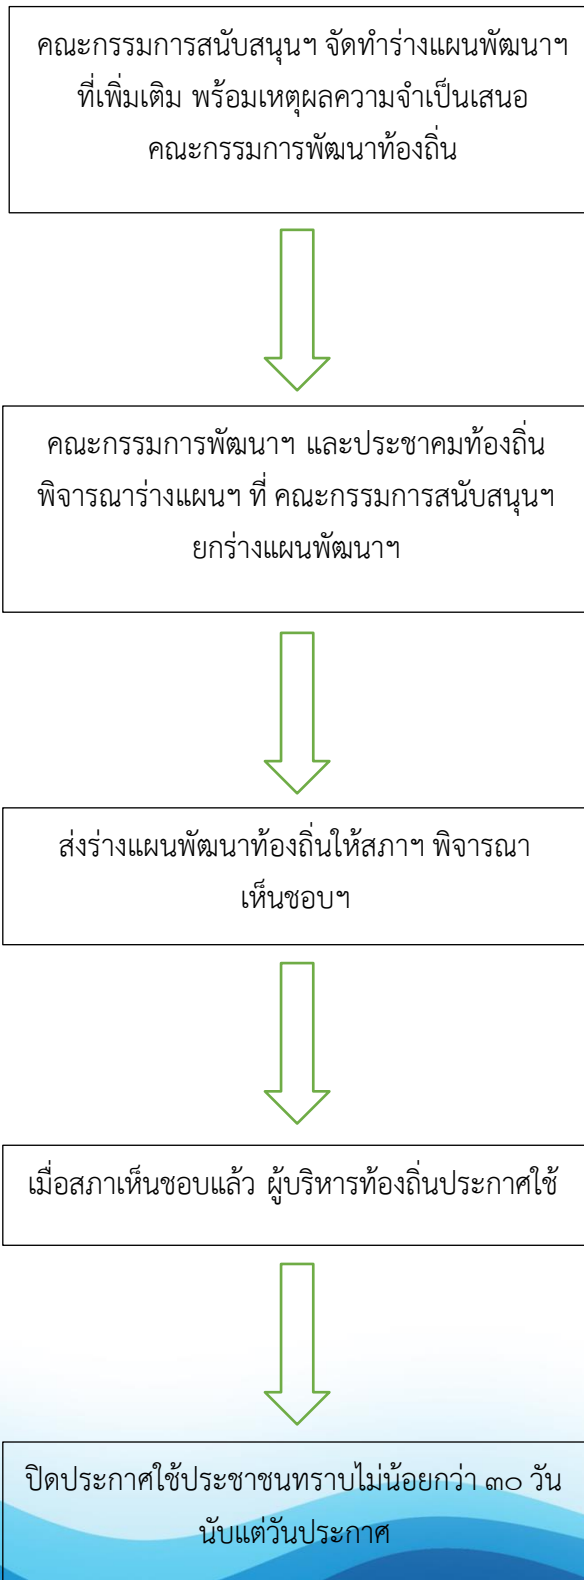 คณะกรรมการสนับสนุนฯ จัดทำร่างแผนพัฒนาฯ
ที่เพิ่มเติม พร้อมเหตุผลความจำเป็นเสนอ
คณะกรรมการพัฒนาท้องถิ่น
คณะกรรมการพัฒนาฯ และประชาคมท้องถิ่น
พิจารณาร่างแผนฯ ที่ คณะกรรมการสนับสนุนฯ
ยกร่างแผนพัฒนาฯ
ส่งร่างแผนพัฒนาท้องถิ่นให้สภาฯ พิจารณา
เห็นชอบฯ
เมื่อสภาเห็นชอบแล้ว ผู้บริหารท้องถิ่นประกาศใช้
ปิดประกาศใช้ประชาชนทราบไม่น้อยกว่า ๓๐ วัน
นับแต่วันประกาศ